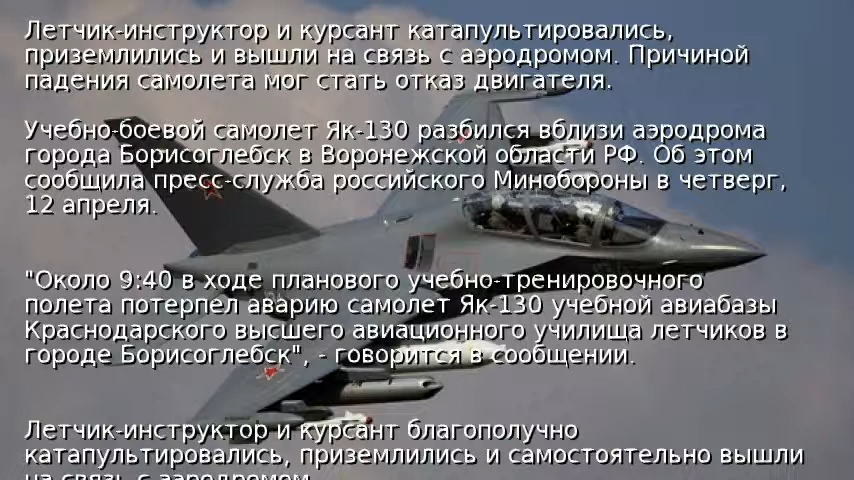 Летчик-инструктор и курсант катапультировались,
приземлились и вышли на связь с аэродромом. Причиной
падения самолета мог стать отказ двигателя.
Учебно-боевой самолет Як-130 разбился вблизи аэродрома
города Борисоглебск в Воронежской области РФ. Об этом
сообщила пресс-служба российского Минобороны в четверг,
12 апреля.
"Около 9:40 в ходе планового учебно-тренировочного
полета потерпел аварию самолет Як-130 учебной авиабазы
Краснодарского высшего авиационного училища летчиков в
городе Борисоглебск", - говорится в сообщении.
Летчик-инструктор и курсант благополучно
катапультировались, приземлились и самостоятельно вышли
на связь с аэродромом